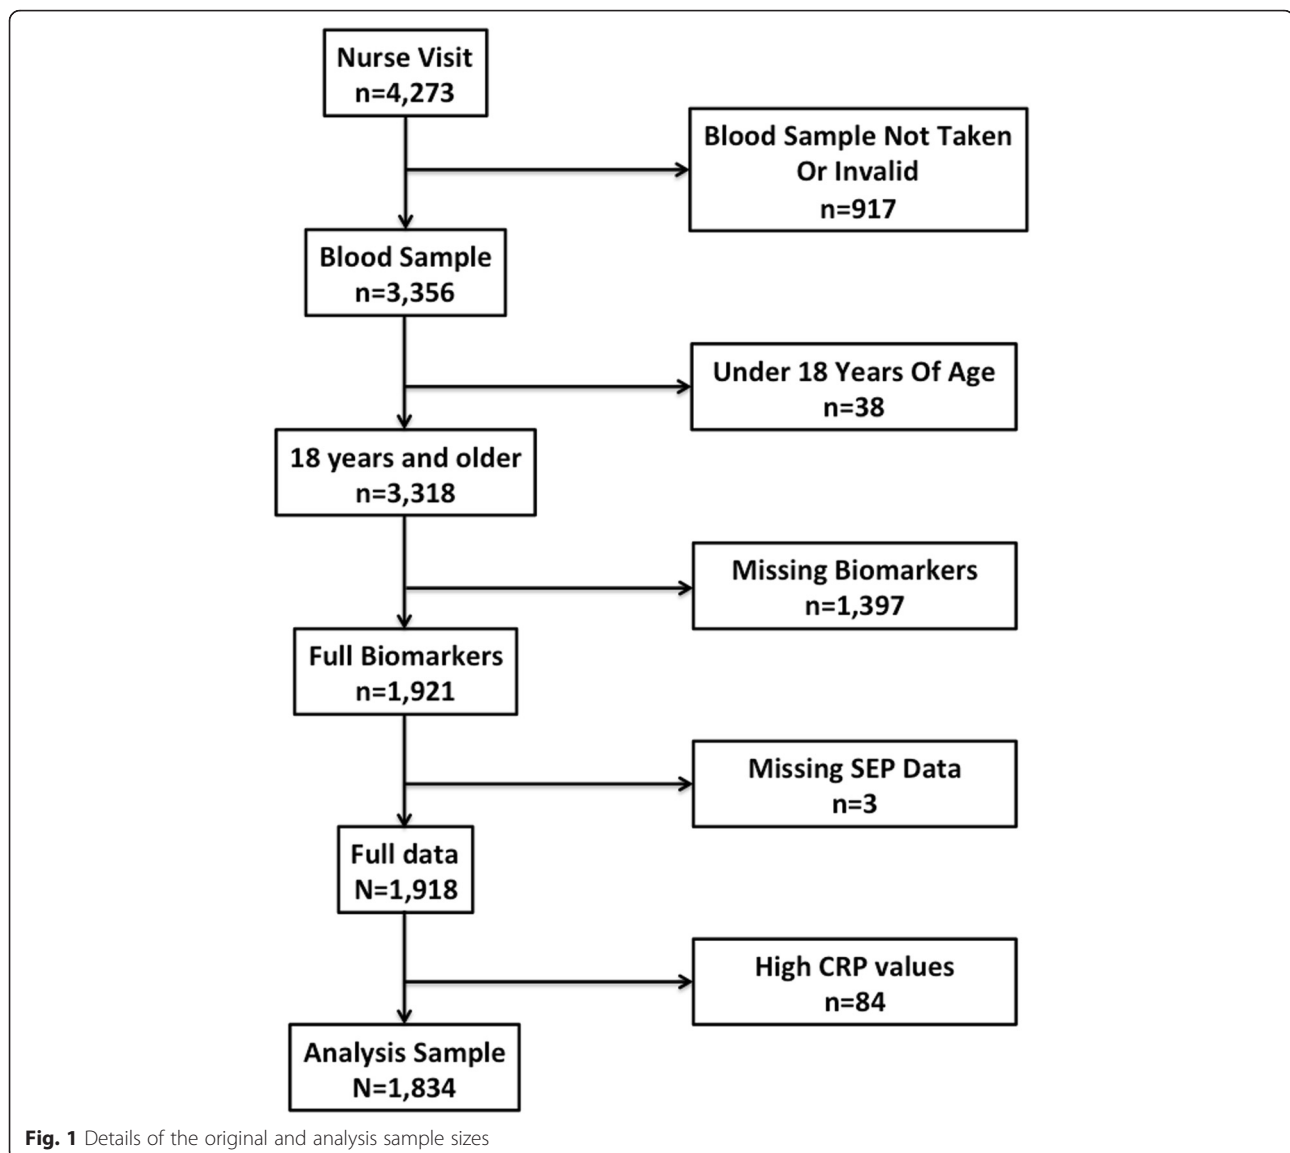 Nurse Visit
n=4,273
Blood Sample Not Taken
Or Invalid
n=917
Blood Sample
n=3,356
Under 18 Years Of Age
n=38
18 years and older
n=3,318
Missing Biomarkers
n=1,397
Full Biomarkers
n=1,921
Missing SEP Data
n=3
Full data
N=1,918
High CRP values
n=84
Analysis Sample
N=1,834
Fig. 1 Details of the original and analysis sample sizes